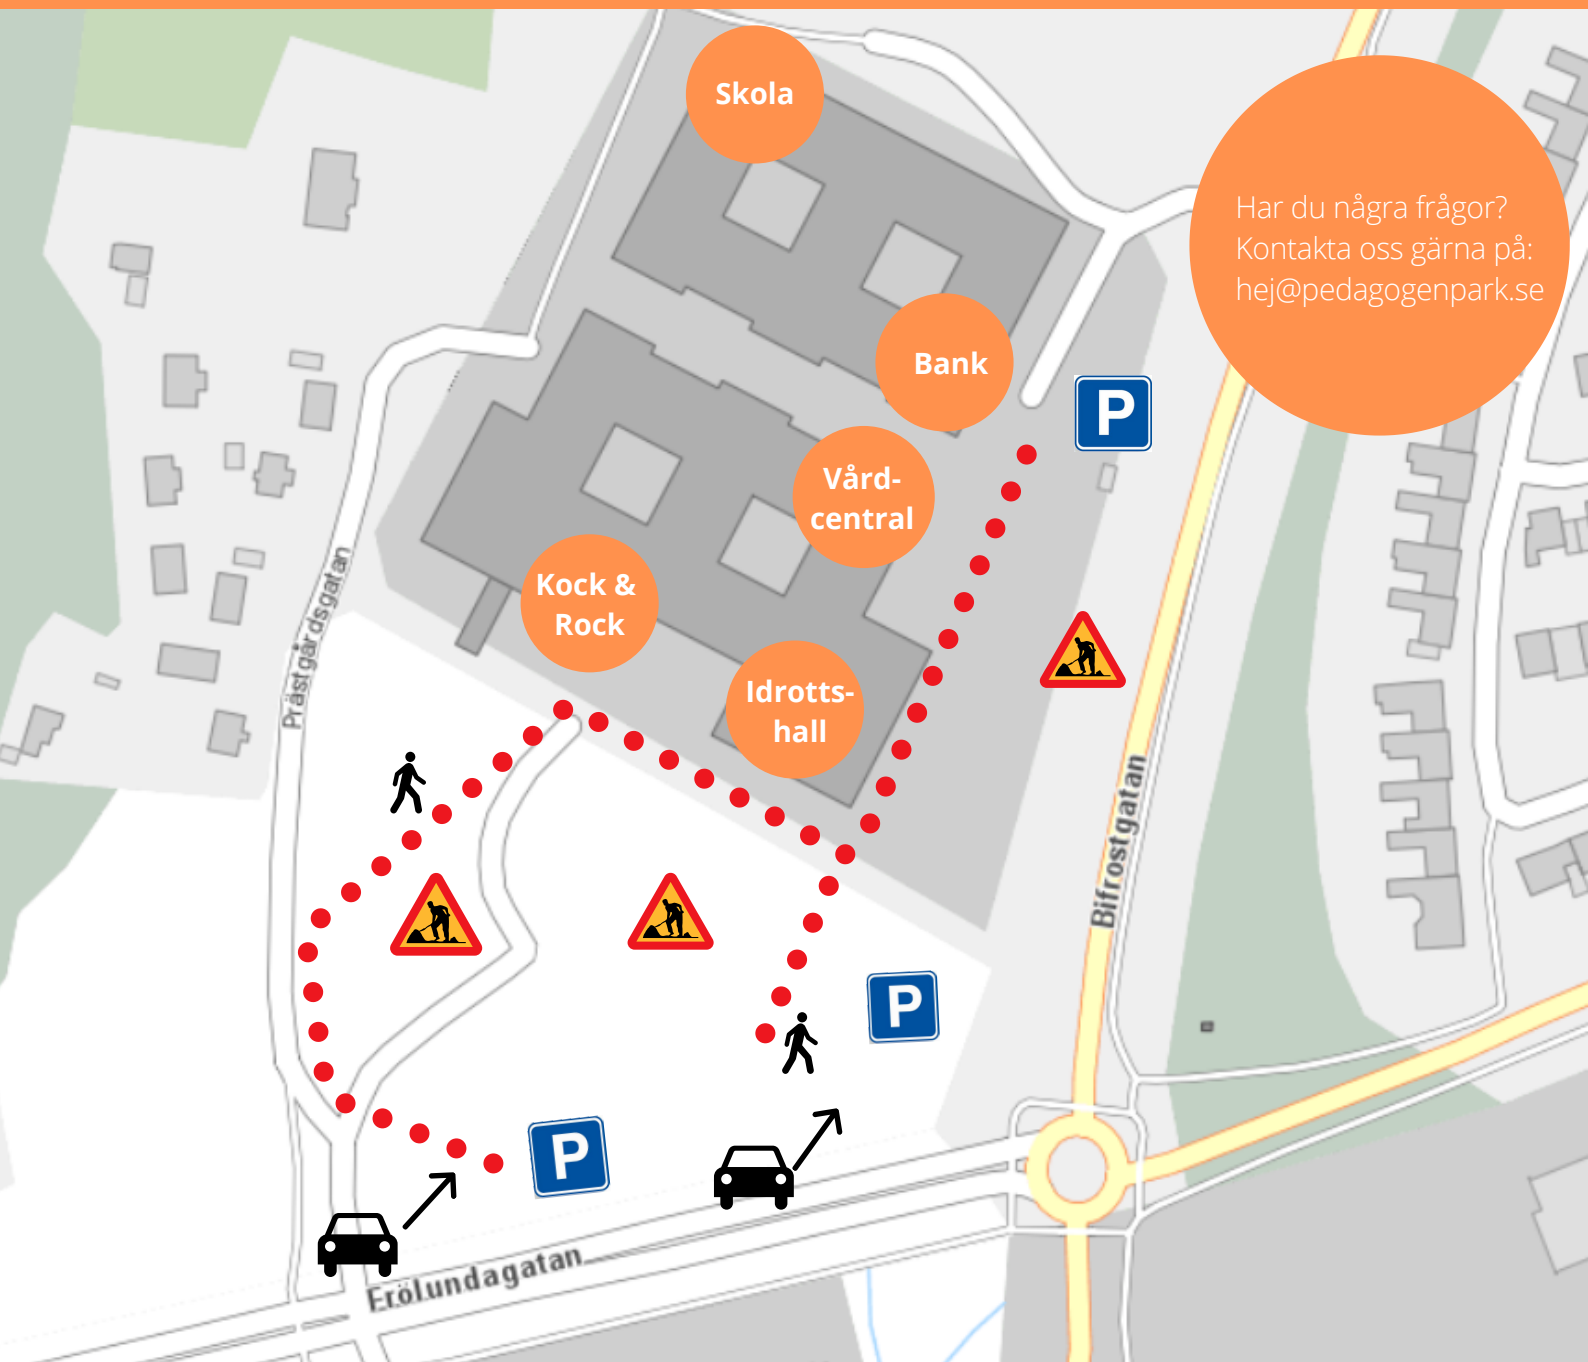 Skola
Har du några frågor?
Kontakta oss gärna på:
hej@pedagogenpark.se
Bank
P
Vård-
central
Kock &
Rock
Idrotts-
hall
Prästgårdsgatan
Bifrostgatan
P
P
Frölundagatan